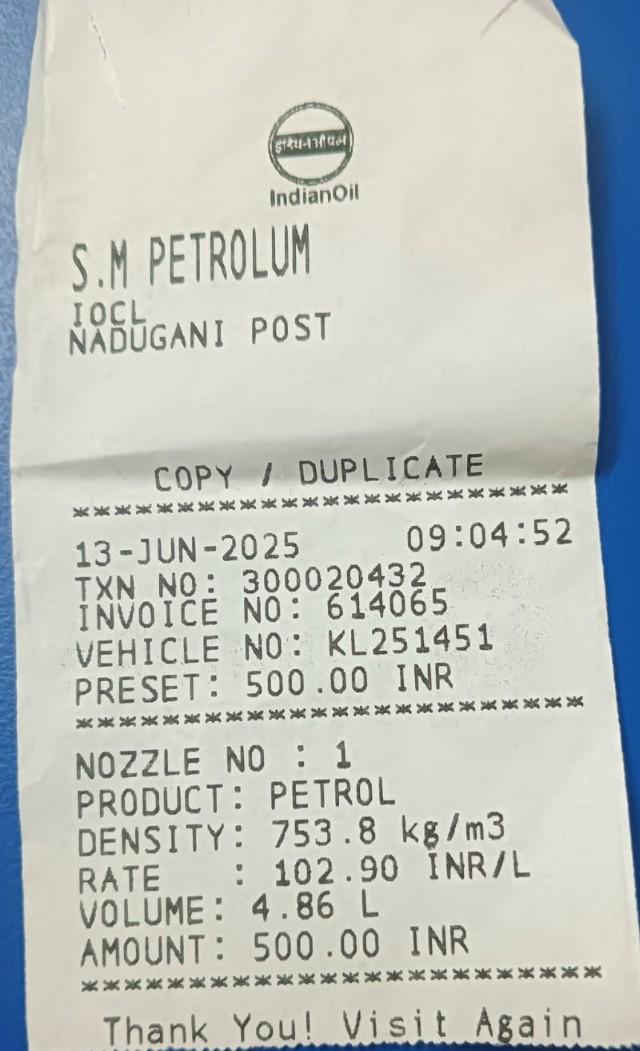 इंडियनऑयल
IndianOil
S.M PETROLUM
IOCL
NADUGANI POST
COPY / DUPLICATE
************************
13-JUN-2025 09:04:52
TXN NO: 300020432
INVOICE NO: 614065
VEHICLE NO: KL251451
PRESET: 500.00 INR
************************
NOZZLE NO : 1
PRODUCT: PETROL
DENSITY: 753.8 kg/m3
RATE : 102.90 INR/L
VOLUME: 4.86 L
AMOUNT: 500.00 INR
************************
Thank You! Visit Again